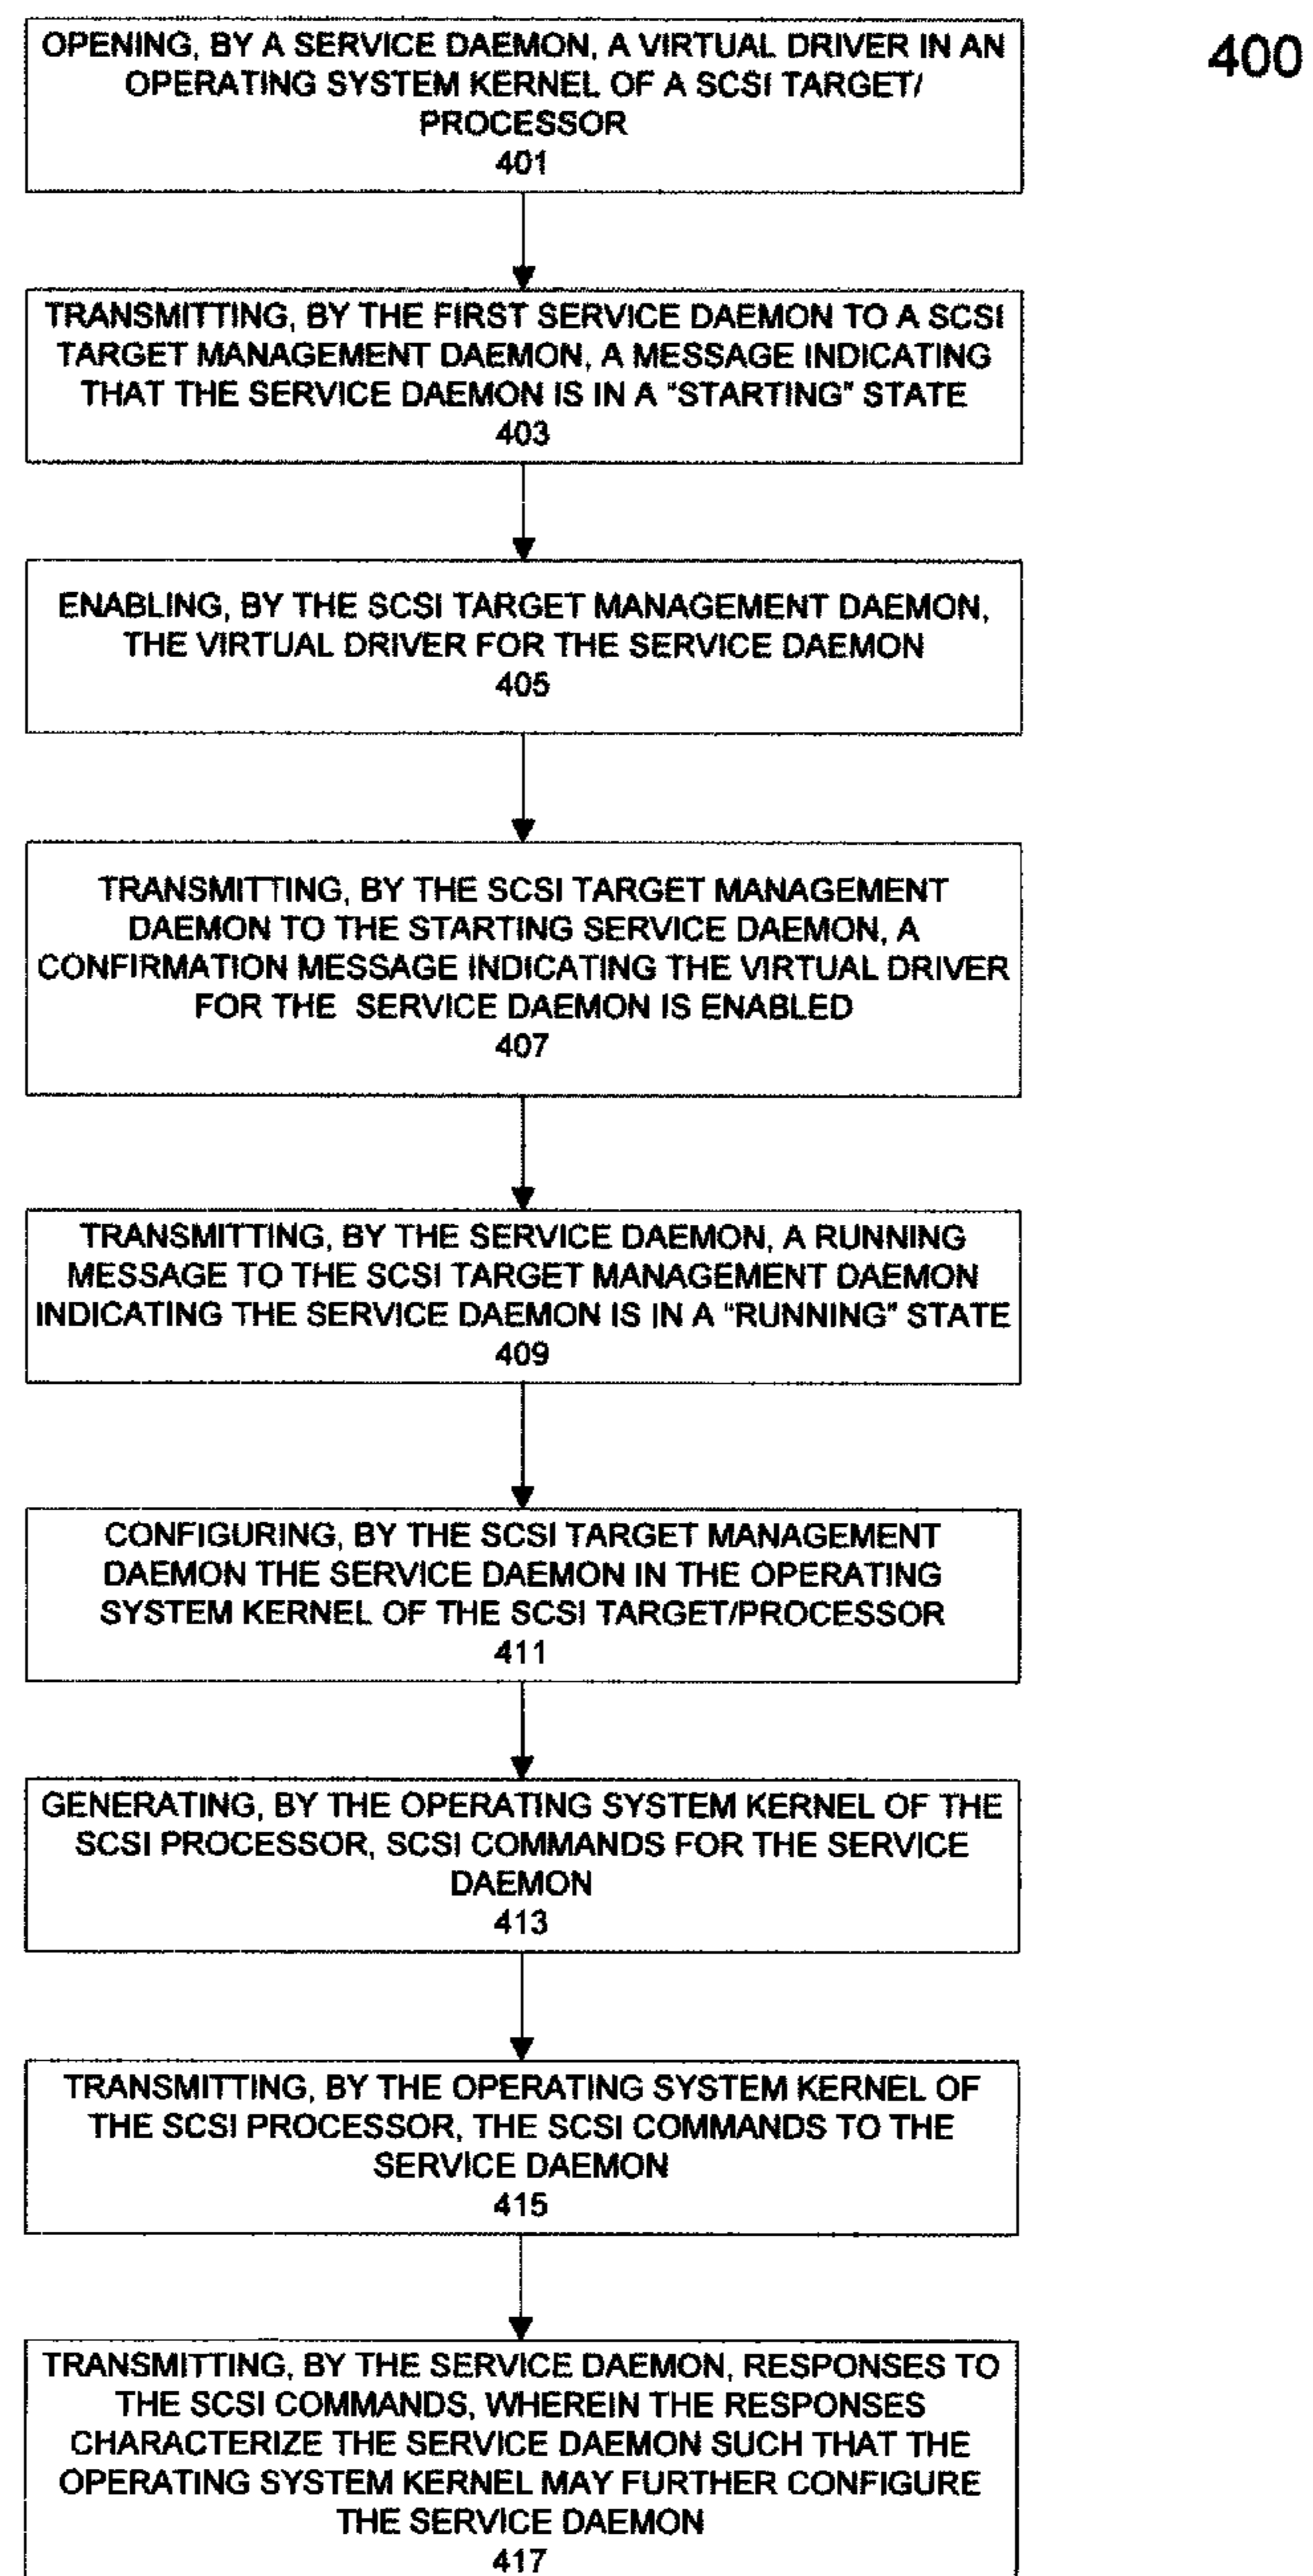 400
OPENING, BY A SERVICE DAEMON, A VIRTUAL DRIVER IN AN
OPERATING SYSTEM KERNEL OF A SCSI TARGET/
PROCESSOR
401
TRANSMITTING, BY THE FIRST SERVICE DAEMON TO A SCSI
TARGET MANAGEMENT DAEMON, A MESSAGE INDICATING
THAT THE SERVICE DAEMON IS IN A "STARTING" STATE
403
ENABLING, BY THE SCSI TARGET MANAGEMENT DAEMON,
THE VIRTUAL DRIVER FOR THE SERVICE DAEMON
405
TRANSMITTING, BY THE SCSI TARGET MANAGEMENT
DAEMON TO THE STARTING SERVICE DAEMON, A
CONFIRMATION MESSAGE INDICATING THE VIRTUAL DRIVER
FOR THE SERVICE DAEMON IS ENABLED
407
TRANSMITTING, BY THE SERVICE DAEMON, A RUNNING
MESSAGE TO THE SCSI TARGET MANAGEMENT DAEMON
INDICATING THE SERVICE DAEMON IS IN A "RUNNING" STATE
409
CONFIGURING, BY THE SCSI TARGET MANAGEMENT
DAEMON THE SERVICE DAEMON IN THE OPERATING
SYSTEM KERNEL OF THE SCSI TARGET/PROCESSOR
411
GENERATING, BY THE OPERATING SYSTEM KERNEL OF THE
SCSI PROCESSOR, SCSI COMMANDS FOR THE SERVICE
DAEMON
413
TRANSMITTING, BY THE OPERATING SYSTEM KERNEL OF
THE SCSI PROCESSOR, THE SCSI COMMANDS TO THE
SERVICE DAEMON
415
TRANSMITTING, BY THE SERVICE DAEMON, RESPONSES TO
THE SCSI COMMANDS, WHEREIN THE RESPONSES
CHARACTERIZE THE SERVICE DAEMON SUCH THAT THE
OPERATING SYSTEM KERNEL MAY FURTHER CONFIGURE
THE SERVICE DAEMON
417